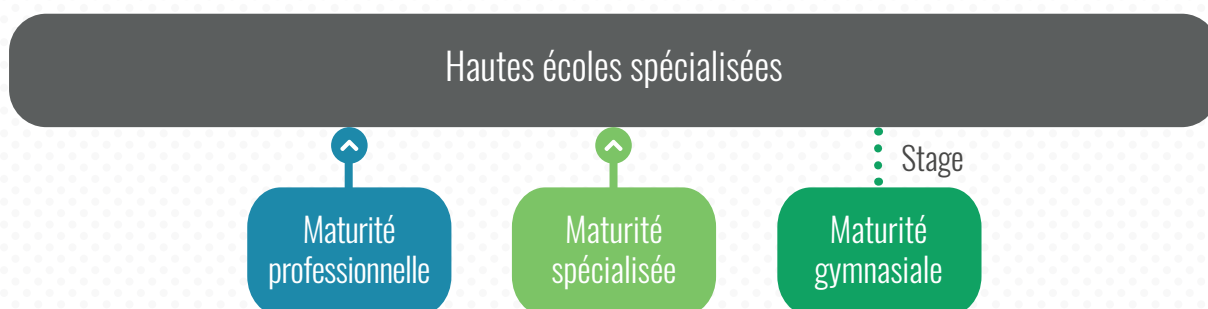 Hautes écoles spécialisées
Stage
Maturité
professionnelle
Maturité
spécialisée
Maturité
gymnasiale